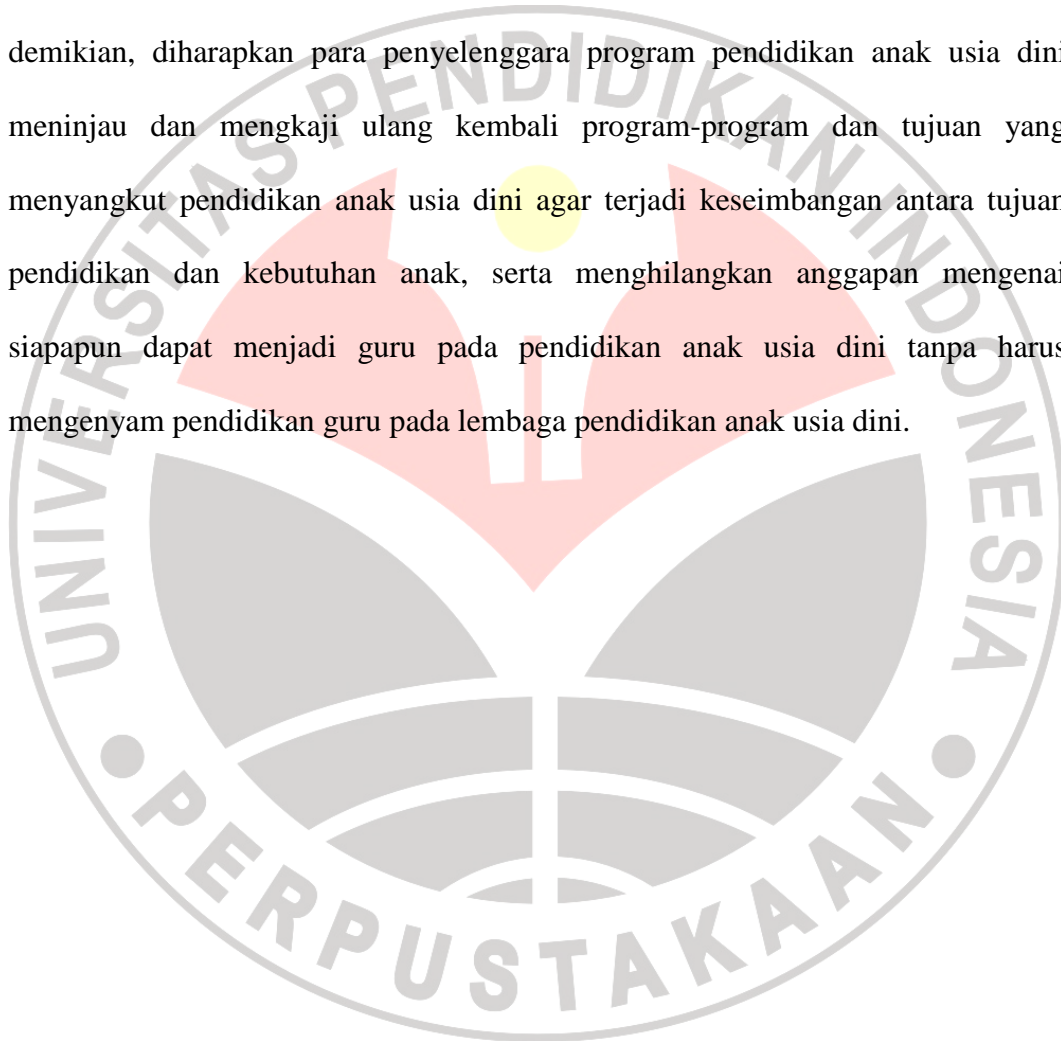 demikian, diharapkan para penyelenggara program pendidikan anak usia dini
meninjau dan mengkaji ulang kembali program-program dan tujuan yang
menyangkut pendidikan anak usia dini agar terjadi keseimbangan antara tujuan
pendidikan dan kebutuhan anak, serta menghilangkan anggapan mengenai
siapapun dapat menjadi guru pada pendidikan anak usia dini tanpa harus
mengenyam pendidikan guru pada lembaga pendidikan anak usia dini.
UNIVERSITAS PENDIDIKAN INDONESIA
PERPUSTAKAAN